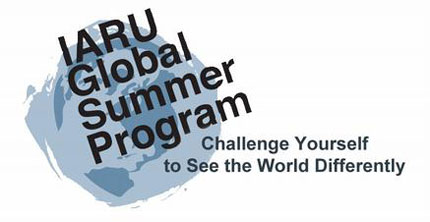 IARU
Global
Summer
Program
Challenge Yourself
to See the World Differently